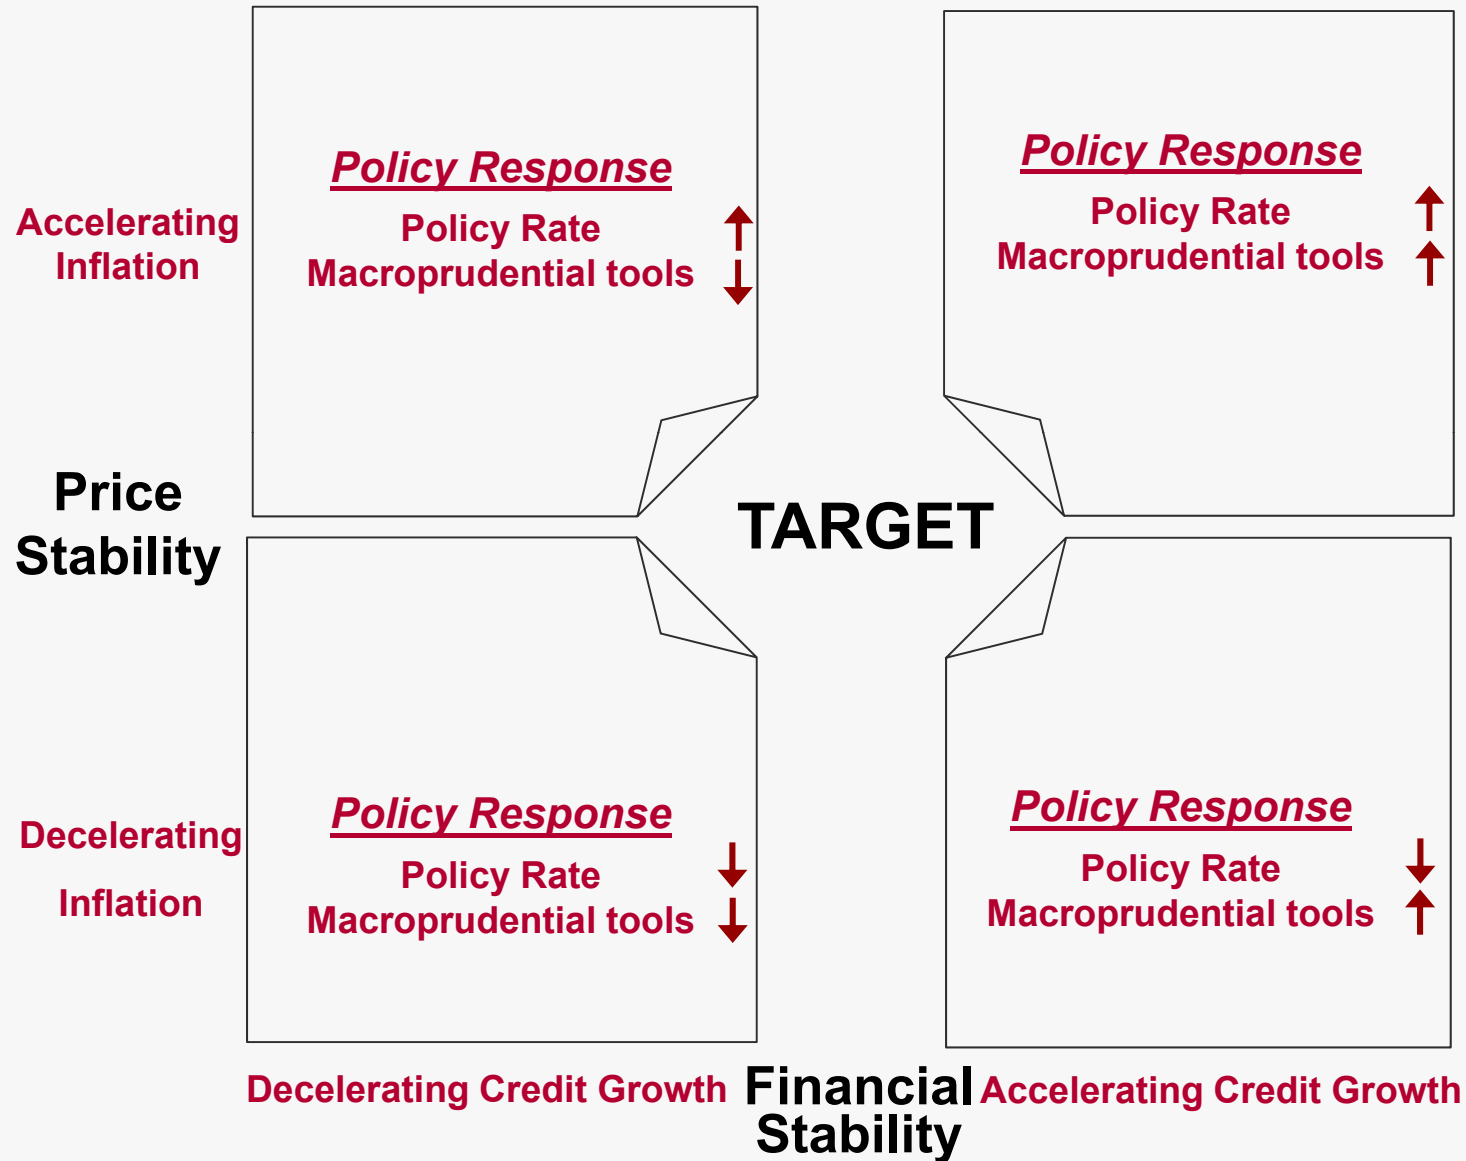 Policy Response
Policy Rate
Macroprudential tools
Policy Response
Policy Rate
Macroprudential tools
Accelerating
Inflation
Price
Stability
TARGET
Decelerating
Inflation
Policy Response
Policy Rate
Macroprudential tools
Policy Response
Policy Rate
Macroprudential tools
Decelerating Credit Growth
Financial
Stability
Accelerating Credit Growth